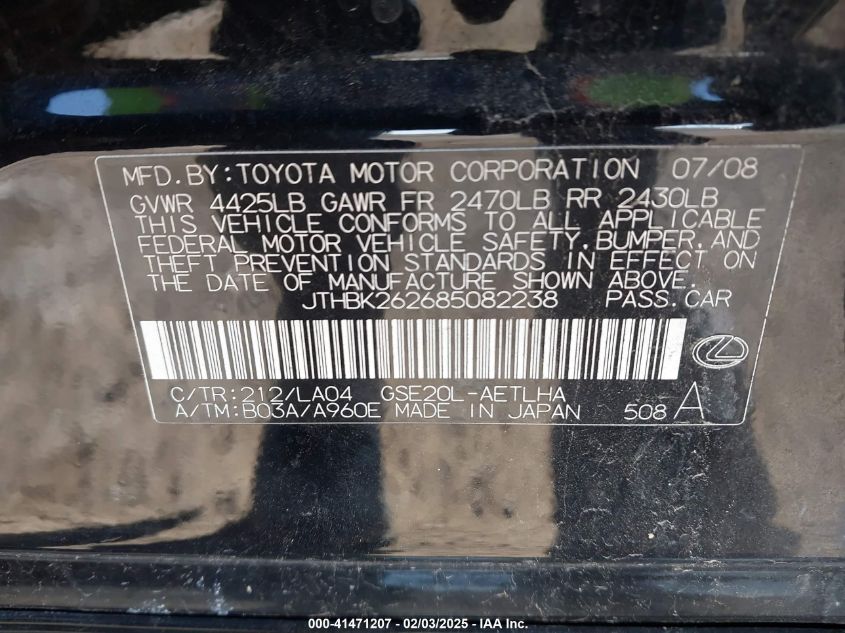 MFD.BY:TOYOTA MOTOR CORPORATION 07/08
GVWR 4425LB GAWR FR 2470LB RR 2430LB
THIS VEHICLE CONFORMS TO ALL APPLICABLE
FEDERAL MOTOR VEHICLE SAFETY,BUMPER,AND
THEFT PREVENTION STANDARDS IN EFFECT ON
THE DATE OF MANUFACTURE SHOWN ABOVE.
JTHBK262685082238 PASS.CAR
C/TR:212/LA04 GSE20L-AETLHA
A/TM:B03A/A960E MADE IN JAPAN 508 A
000-41471207 - 02/03/2025 - IAA Inc.